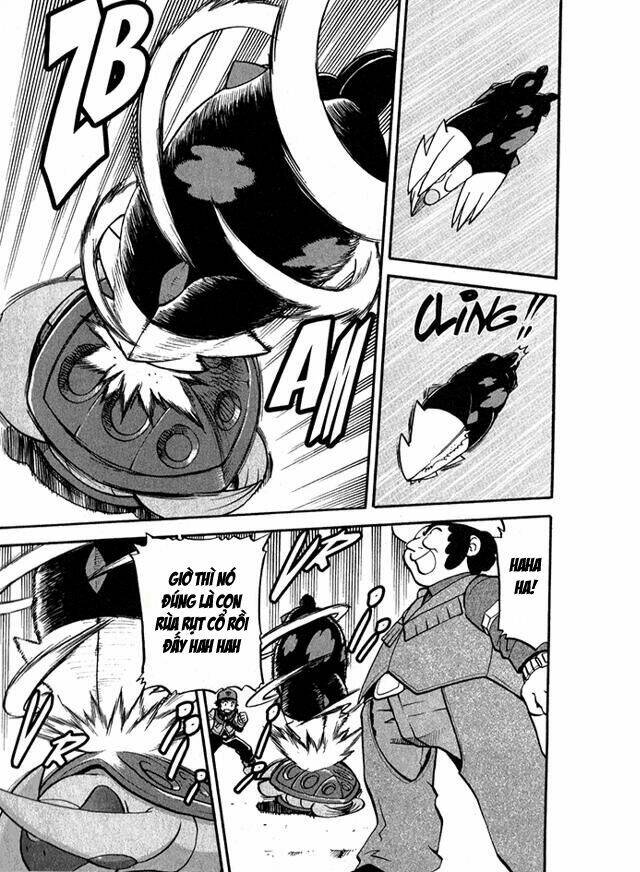 CLING!!
ZB
AM
HAHA
HA!
VR
GIỜ THÌ NÓ
ĐÚNG LÀ CON
RÙA RỤT CỔ RỒI
ĐẤY HAH HAH
VR